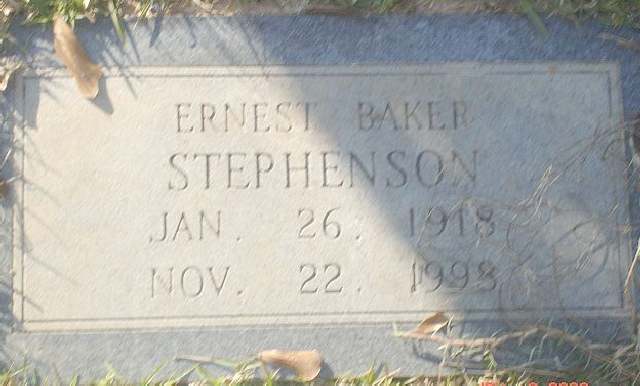 ERNEST BAKER
STEPHENSON
JAN. 26. 1918
NOV. 22. 1998